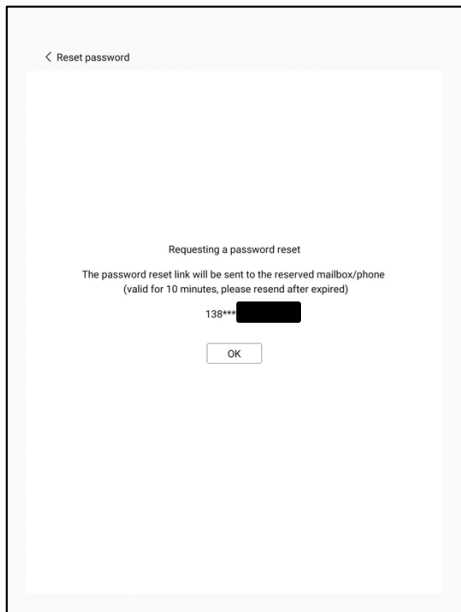 Reset password
Requesting a password reset
The password reset link will be sent to the reserved mailbox/phone
(valid for 10 minutes, please resend after expired)
138***
OK